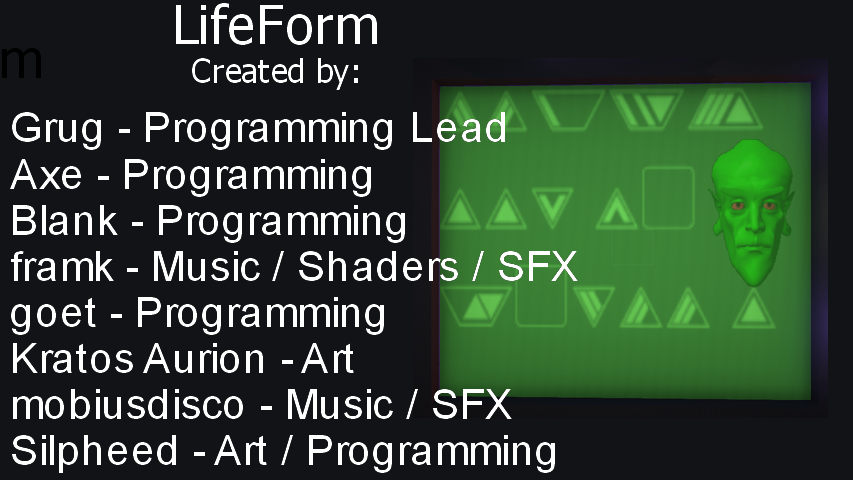 LifeForm
m
Created by:
Grug - Programming Lead
Axe - Programming
Blank - Programming
framk - Music / Shaders / SFX
goet - Programming
Kratos Aurion - Art
mobiusdisco - Music / SFX
Silpheed - Art / Programming